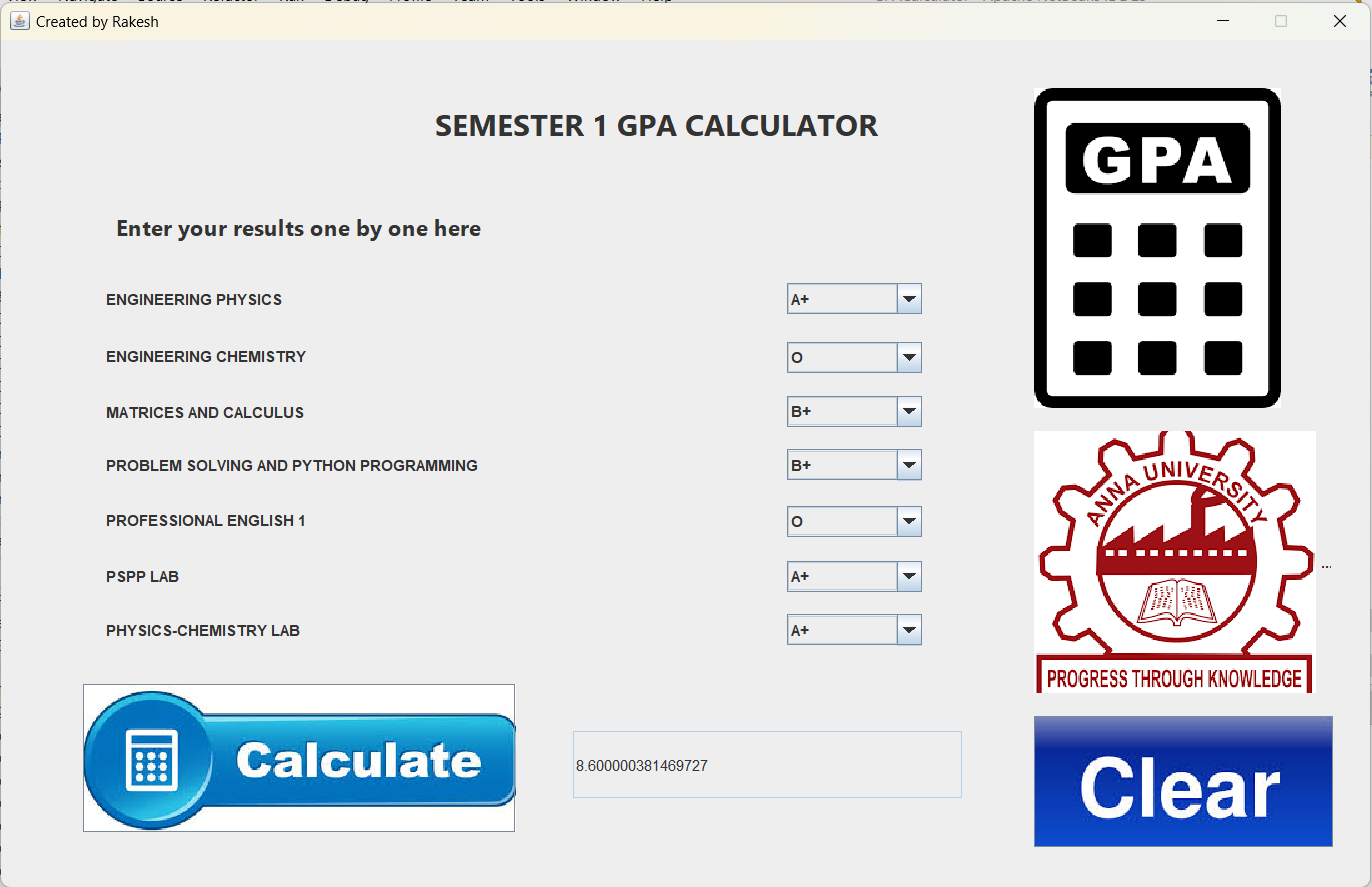 Created by Rakesh
SEMESTER 1 GPA CALCULATOR
GPA
Enter your results one by one here
ENGINEERING PHYSICS A+
ENGINEERING CHEMISTRY O
MATRICES AND CALCULUS B+
PROBLEM SOLVING AND PYTHON PROGRAMMING B+
PROFESSIONAL ENGLISH 1 O
PSPP LAB A+
PHYSICS-CHEMISTRY LAB A+
ANNA UNIVERSITY
PROGRESS THROUGH KNOWLEDGE
...
Calculate
8.600000381469727
Clear